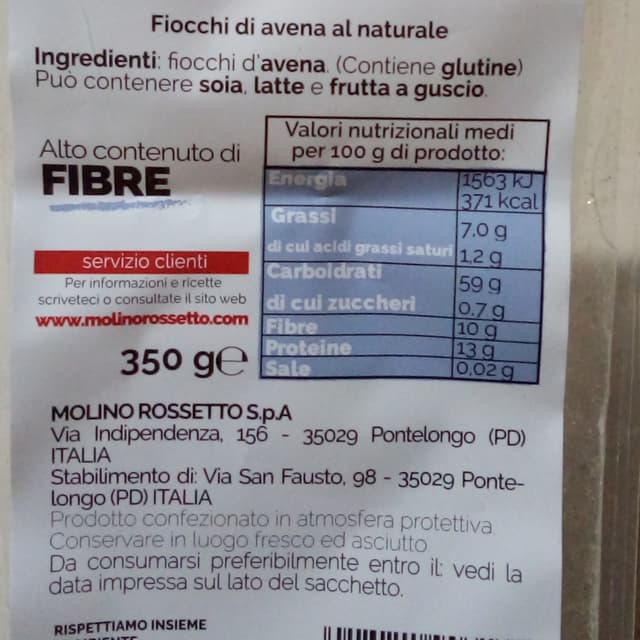 Fiocchi di avena al naturale
Ingredienti: fiocchi d'avena. (Contiene glutine)
Può contenere soia, latte e frutta a guscio.
Alto contenuto di
FIBRE
servizio clienti
Per informazioni e ricette
scriveteci o consultate il sito web
www.molinorossetto.com
350 g℮
Valori nutrizionali medi
per 100 g di prodotto:
Energia 1563 kJ
371 kcal
Grassi 7,0 g
di cui acidi grassi saturi 1,2 g
Carboidrati 59 g
di cui zuccheri 0,7 g
Fibre 10 g
Proteine 13 g
Sale 0,02 g
MOLINO ROSSETTO S.p.A
Via Indipendenza, 156 - 35029 Pontelongo (PD)
ITALIA
Stabilimento di: Via San Fausto, 98 - 35029 Ponte-
longo (PD) ITALIA
Prodotto confezionato in atmosfera protettiva.
Conservare in luogo fresco ed asciutto.
Da consumarsi preferibilmente entro il: vedi la
data impressa sul lato del sacchetto.
RISPETTIAMO INSIEME